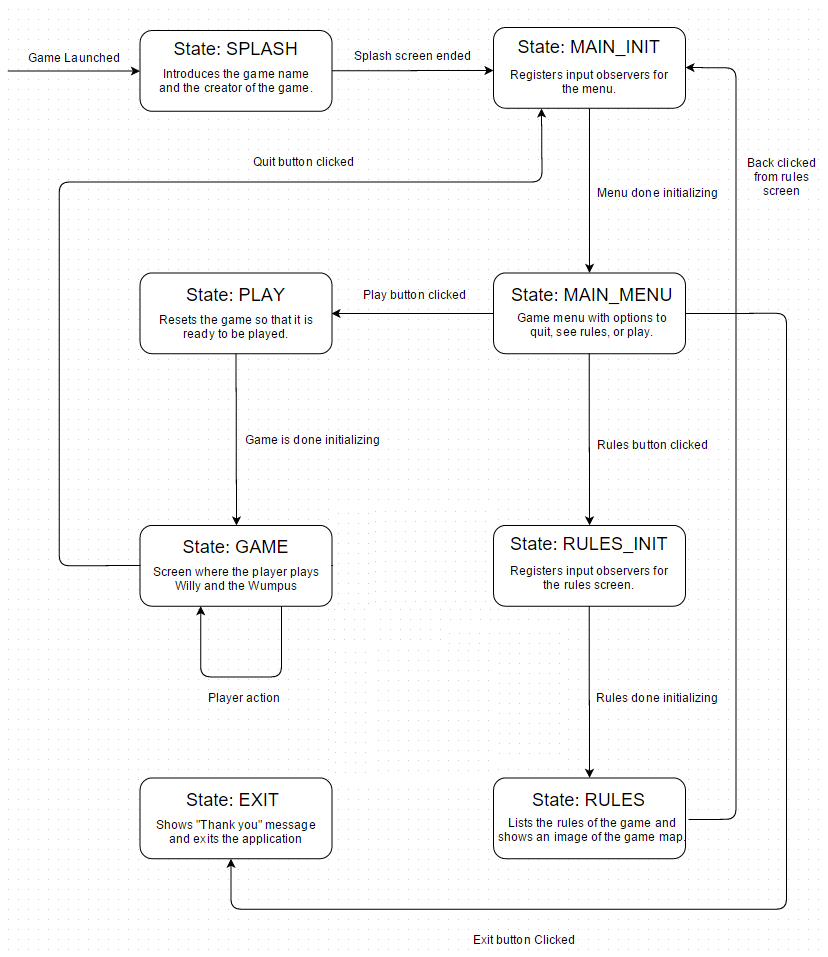 Game Launched
State: SPLASH
Introduces the game name
and the creator of the game.
Splash screen ended
State: MAIN_INIT
Registers input observers for
the menu.
Quit button clicked
Back clicked
from rules
screen
Menu done initializing
State: PLAY
Resets the game so that it is
ready to be played.
Play button clicked
State: MAIN_MENU
Game menu with options to
quit, see rules, or play.
Game is done initializing
Rules button clicked
State: GAME
Screen where the player plays
Willy and the Wumpus
State: RULES_INIT
Registers input observers for
the rules screen.
Player action
Rules done initializing
State: EXIT
Shows "Thank you" message
and exits the application
State: RULES
Lists the rules of the game and
shows an image of the game map.
Exit button Clicked